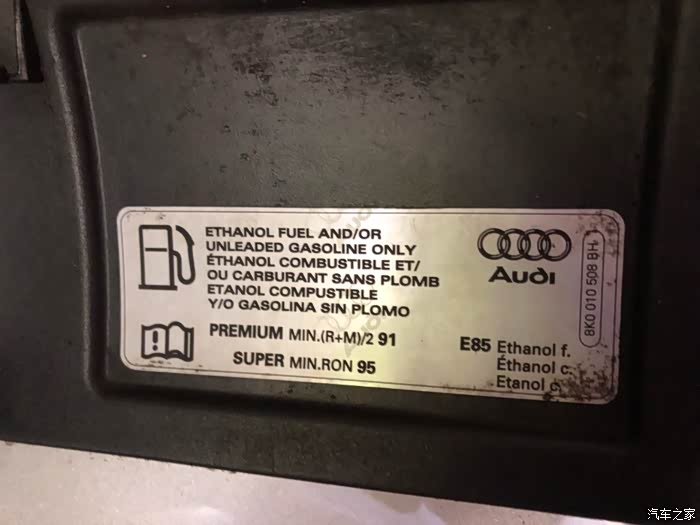 ETHANOL FUEL AND/OR
UNLEADED GASOLINE ONLY
ÉTHANOL COMBUSTIBLE ET/
OU CARBURANT SANS PLOMB
ETANOL COMPUSTIBLE
Y/O GASOLINA SIN PLOMO
PREMIUM MIN.(R+M)/2 91
SUPER MIN.RON 95
Audi
E85 Ethanol f.
Éthanol c.
Etanol c.
8K0 010 508 BH
汽车之家